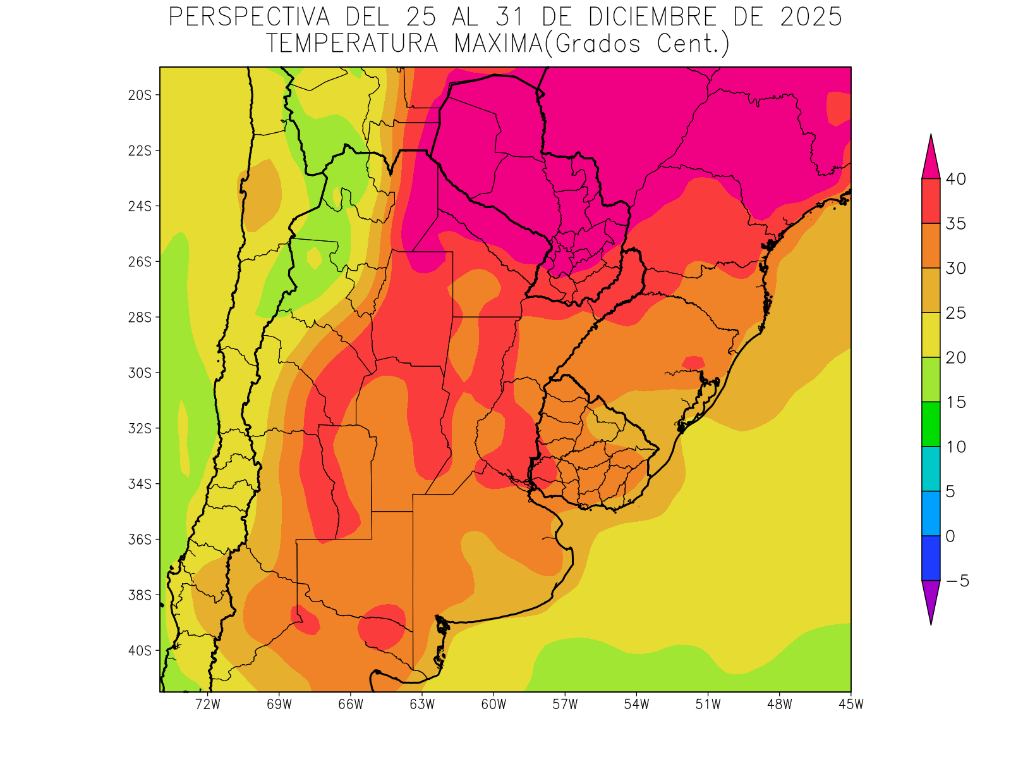 PERSPECTIVA DEL 25 AL 31 DE DICIEMBRE DE 2025
TEMPERATURA MAXIMA(Grados Cent.)
20S
22S
24S
26S
28S
30S
32S
34S
36S
38S
40S
72W 69W 66W 63W 60W 57W 54W 51W 48W 45W
40
35
30
25
20
15
10
5
0
−5